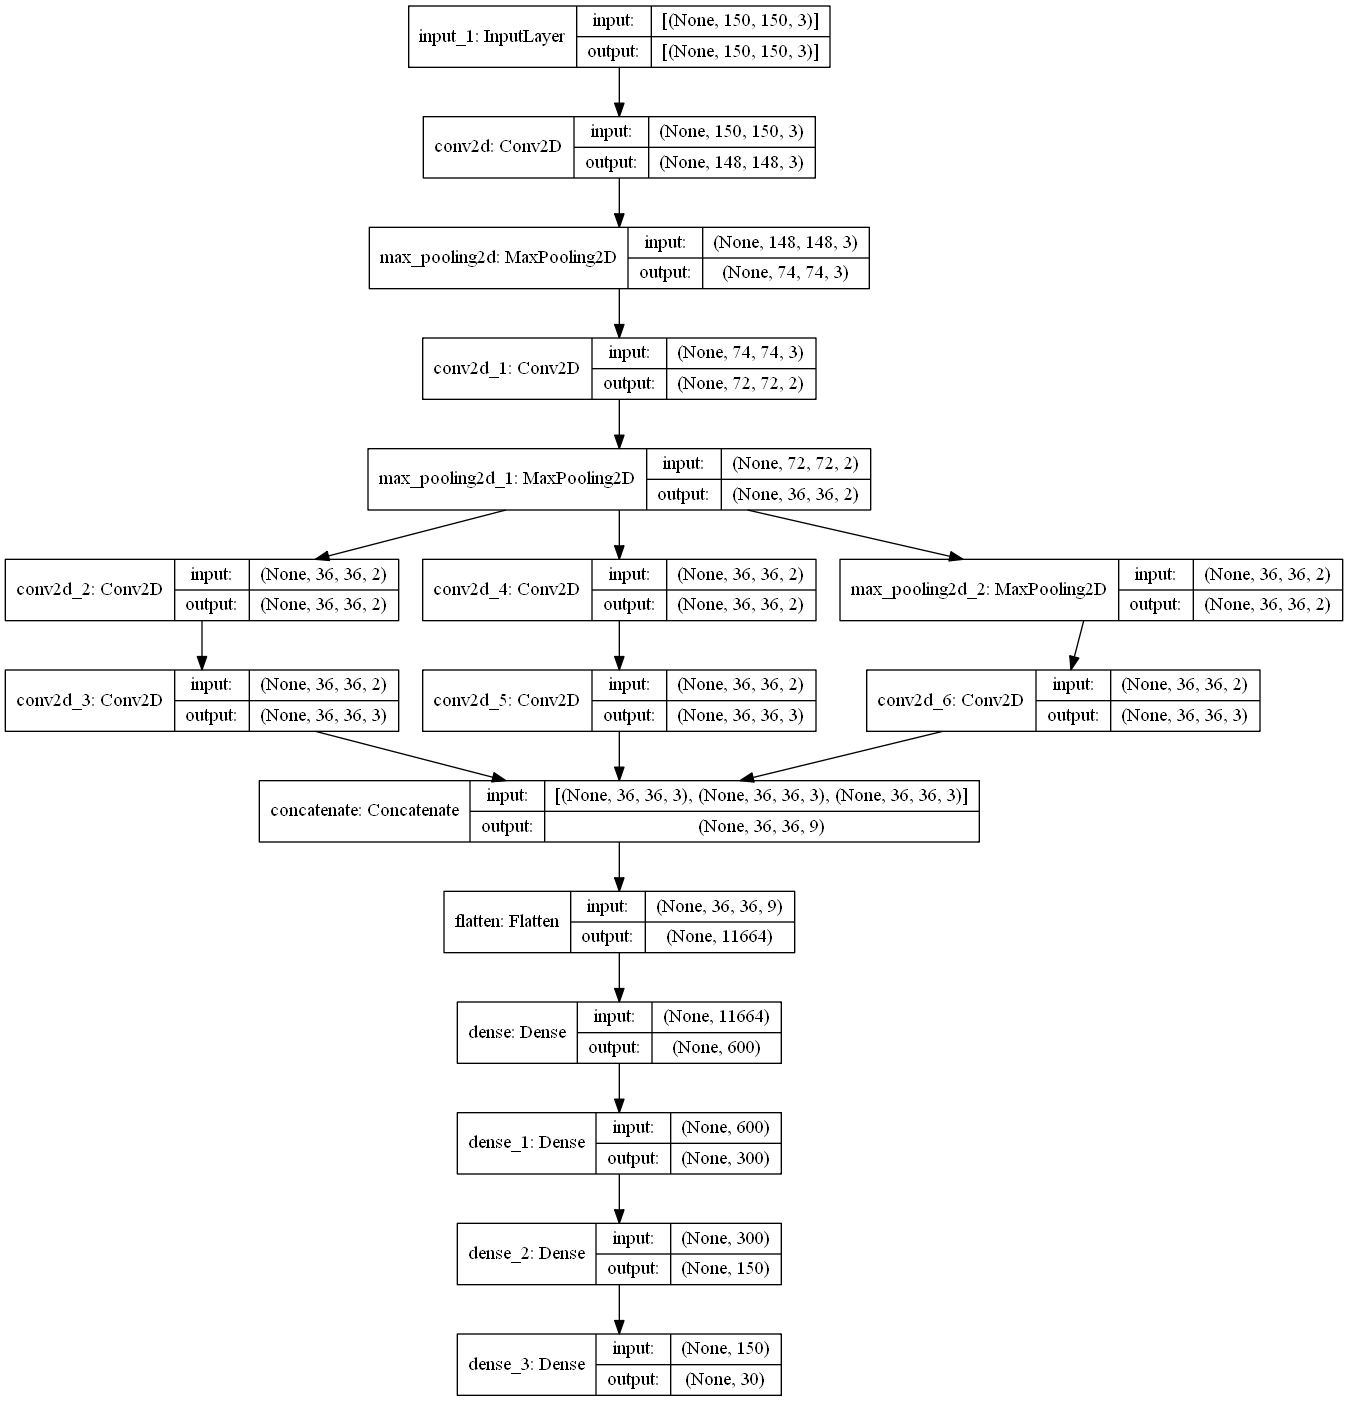 input_1: InputLayer
input: [(None, 150, 150, 3)]
output: [(None, 150, 150, 3)]
conv2d: Conv2D
input: (None, 150, 150, 3)
output: (None, 148, 148, 3)
max_pooling2d: MaxPooling2D
input: (None, 148, 148, 3)
output: (None, 74, 74, 3)
conv2d_1: Conv2D
input: (None, 74, 74, 3)
output: (None, 72, 72, 2)
max_pooling2d_1: MaxPooling2D
input: (None, 72, 72, 2)
output: (None, 36, 36, 2)
conv2d_2: Conv2D
input: (None, 36, 36, 2)
output: (None, 36, 36, 2)
conv2d_4: Conv2D
input: (None, 36, 36, 2)
output: (None, 36, 36, 2)
max_pooling2d_2: MaxPooling2D
input: (None, 36, 36, 2)
output: (None, 36, 36, 2)
conv2d_3: Conv2D
input: (None, 36, 36, 2)
output: (None, 36, 36, 3)
conv2d_5: Conv2D
input: (None, 36, 36, 2)
output: (None, 36, 36, 3)
conv2d_6: Conv2D
input: (None, 36, 36, 2)
output: (None, 36, 36, 3)
concatenate: Concatenate
input: [(None, 36, 36, 3), (None, 36, 36, 3), (None, 36, 36, 3)]
output: (None, 36, 36, 9)
flatten: Flatten
input: (None, 36, 36, 9)
output: (None, 11664)
dense: Dense
input: (None, 11664)
output: (None, 600)
dense_1: Dense
input: (None, 600)
output: (None, 300)
dense_2: Dense
input: (None, 300)
output: (None, 150)
dense_3: Dense
input: (None, 150)
output: (None, 30)